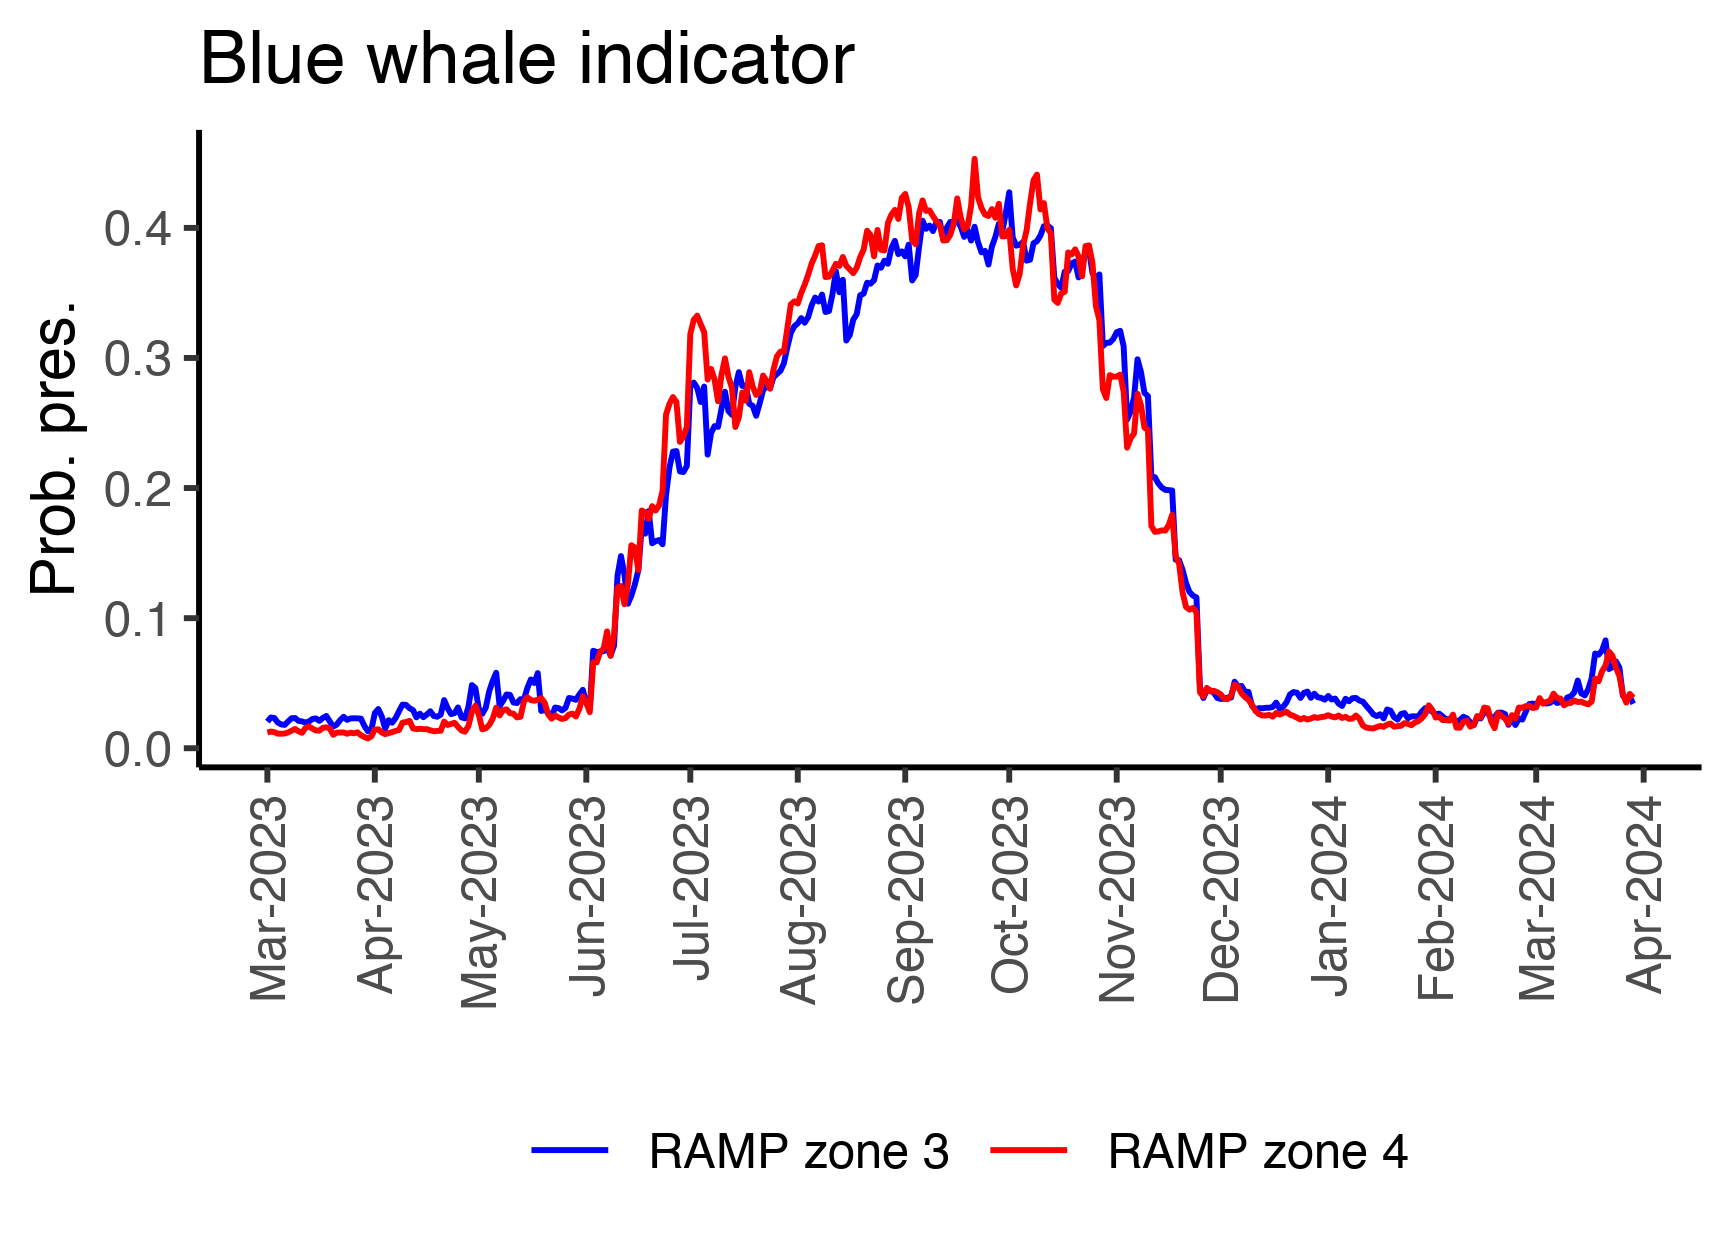 Blue whale indicator
Prob. pres.
0.4
0.3
0.2
0.1
0.0
Mar-2023
Apr-2023
May-2023
Jun-2023
Jul-2023
Aug-2023
Sep-2023
Oct-2023
Nov-2023
Dec-2023
Jan-2024
Feb-2024
Mar-2024
Apr-2024
RAMP zone 3 RAMP zone 4